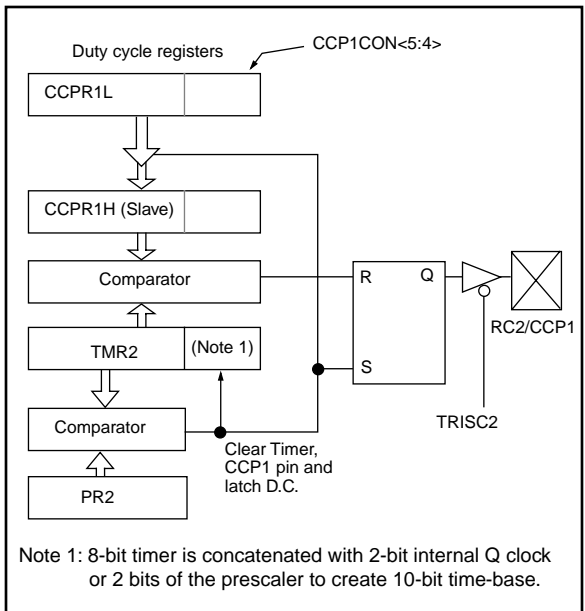 Duty cycle registers
CCP1CON<5:4>
CCPR1L
CCPR1H (Slave)
Comparator
R
Q
RC2/CCP1
TMR2
(Note 1)
S
TRISC2
Comparator
Clear Timer,
CCP1 pin and
latch D.C.
PR2
Note 1: 8-bit timer is concatenated with 2-bit internal Q clock
or 2 bits of the prescaler to create 10-bit time-base.